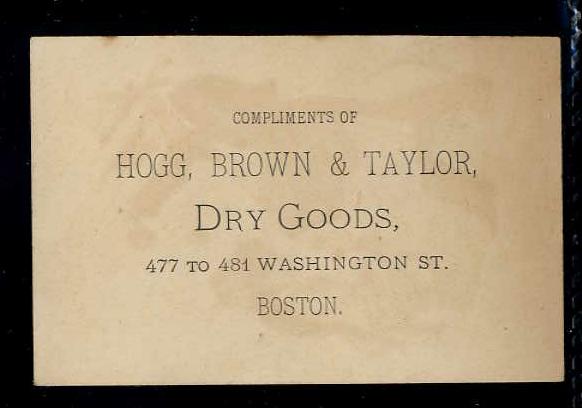 COMPLIMENTS OF
HOGG, BROWN & TAYLOR,
DRY GOODS,
477 TO 481 WASHINGTON ST.
BOSTON.